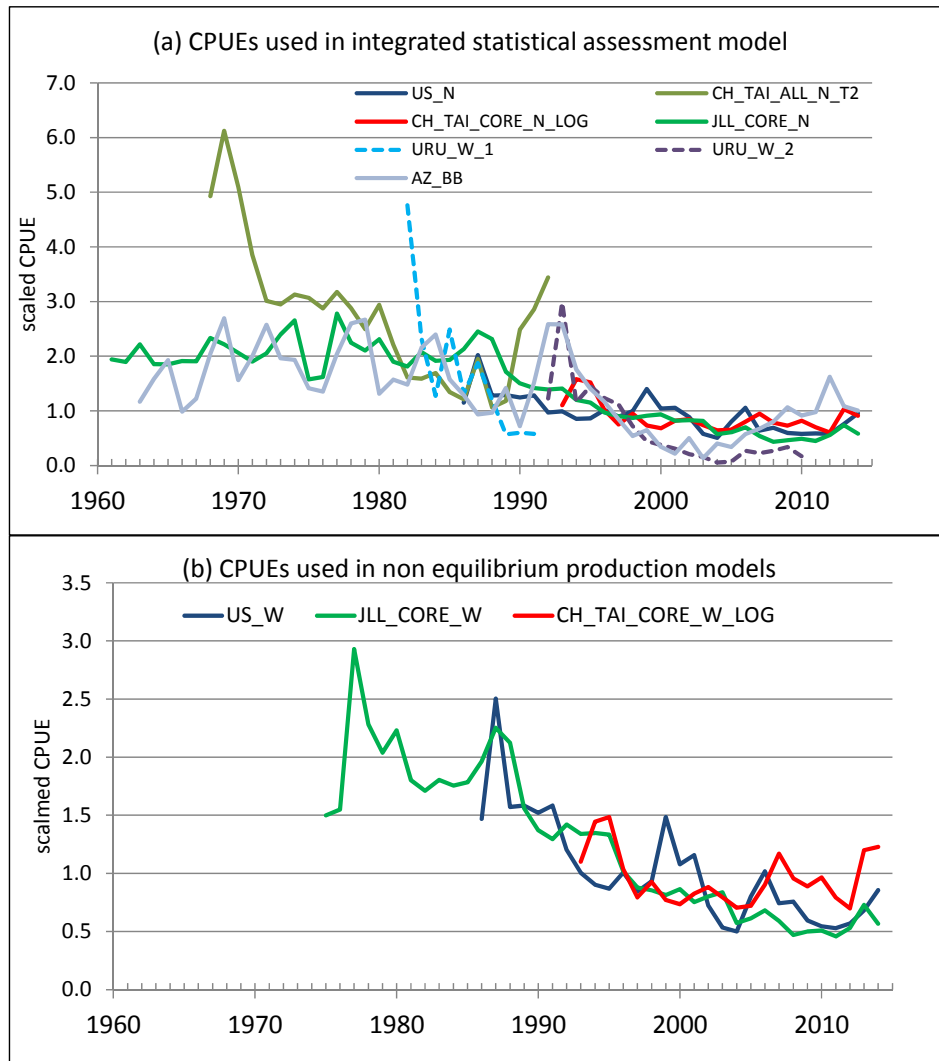 (a) CPUEs used in integrated statistical assessment model
7.0
US_N CH_TAI_ALL_N_T2
6.0
CH_TAI_CORE_N_LOG JLL_CORE_N
URU_W_1 URU_W_2
5.0
AZ_BB
4.0
scaled CPUE
3.0
2.0
1.0
0.0
1960 1970 1980 1990 2000 2010
(b) CPUEs used in non equilibrium production models
3.5
US_W JLL_CORE_W CH_TAI_CORE_W_LOG
3.0
2.5
2.0
scalmed CPUE
1.5
1.0
0.5
0.0
1960 1970 1980 1990 2000 2010